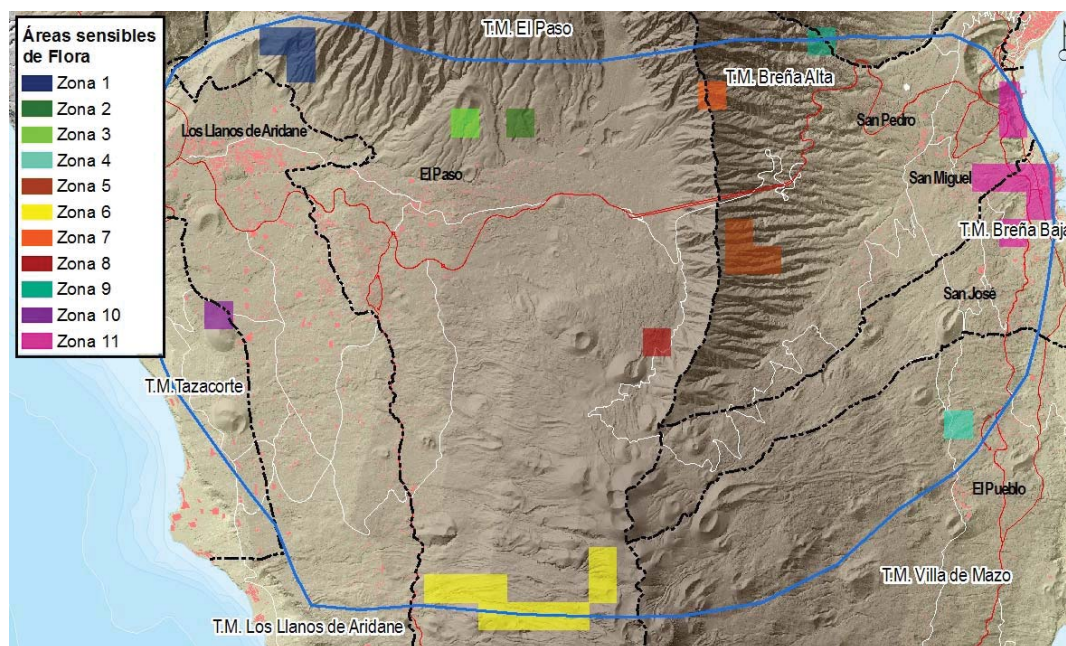 Áreas sensibles
de Flora
Zona 1
Zona 2
Zona 3
Zona 4
Zona 5
Zona 6
Zona 7
Zona 8
Zona 9
Zona 10
Zona 11
T.M. El Paso
T.M. Breña Alta
San Pedro
Los Llanos de Aridane
El Paso
San Miguel
T.M. Breña Baja
San José
T.M. Tazacorte
El Pueblo
T.M. Villa de Mazo
T.M. Los Llanos de Aridane